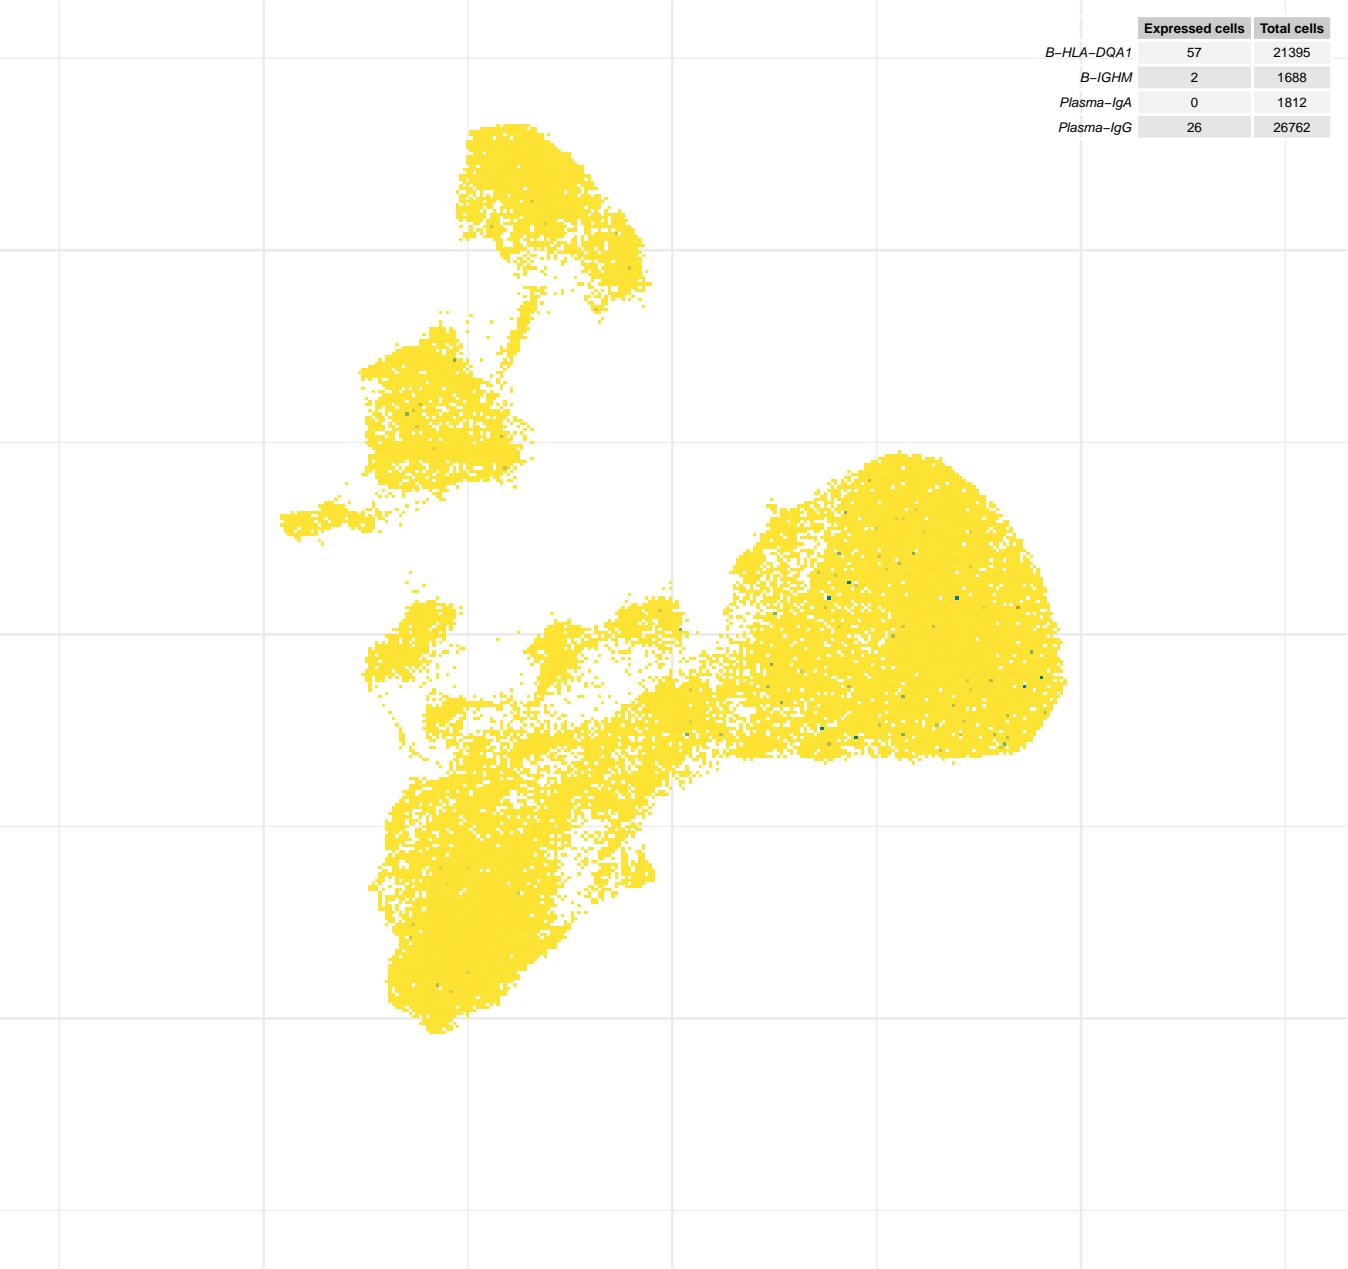 Expressed cells Total cells
B−HLA−DQA1 57 21395
B−IGHM 2 1688
Plasma−IgA 0 1812
Plasma−IgG 26 26762